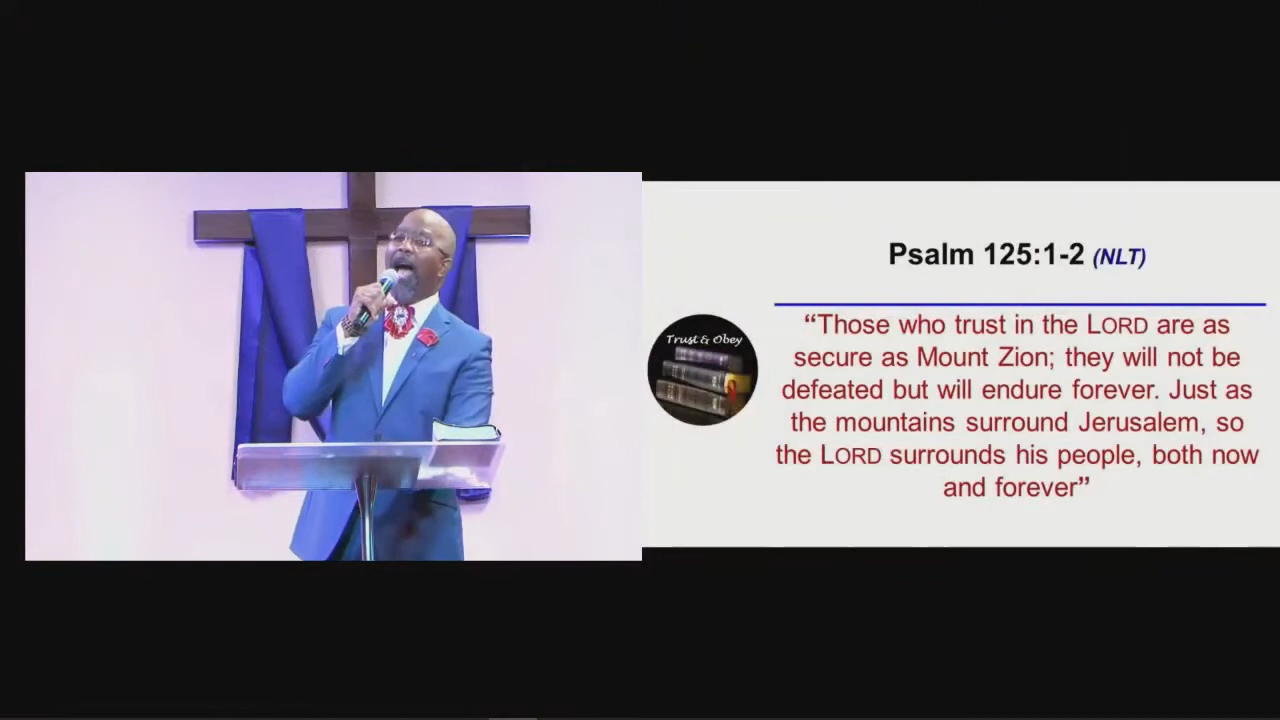 Psalm 125:1-2 (NLT)
Trust & Obey
“Those who trust in the LORD are as
secure as Mount Zion; they will not be
defeated but will endure forever. Just as
the mountains surround Jerusalem, so
the LORD surrounds his people, both now
and forever”